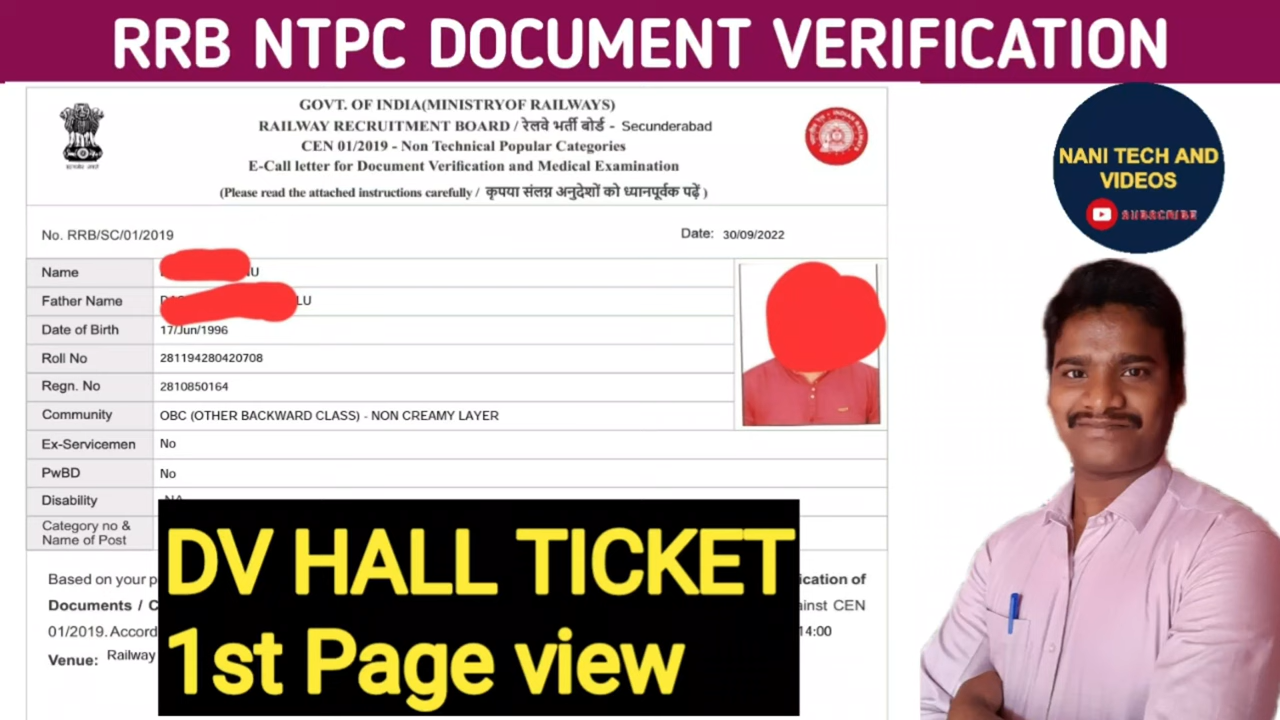 RRB NTPC DOCUMENT VERIFICATION
GOVT. OF INDIA(MINISTRYOF RAILWAYS)
RAILWAY RECRUITMENT BOARD / रेलवे भर्ती बोर्ड - Secunderabad
CEN 01/2019 - Non Technical Popular Categories
E-Call letter for Document Verification and Medical Examination
(Please read the attached instructions carefully / कृपया संलग्न अनुदेशों को ध्यानपूर्वक पढ़ें )
No. RRB/SC/01/2019
Date: 30/09/2022
Name NU
Father Name LU
Date of Birth 17/Jun/1996
Roll No 281194280420708
Regn. No 2810850164
Community OBC (OTHER BACKWARD CLASS) - NON CREAMY LAYER
Ex-Servicemen No
PwBD No
Disability NA
Category no &
Name of Post
Based on your p
ication of
Documents / C
ainst CEN
01/2019. Accord
14:00
Venue: Railway
DV HALL TICKET
1st Page view
NANI TECH AND
VIDEOS
SUBSCRIBE